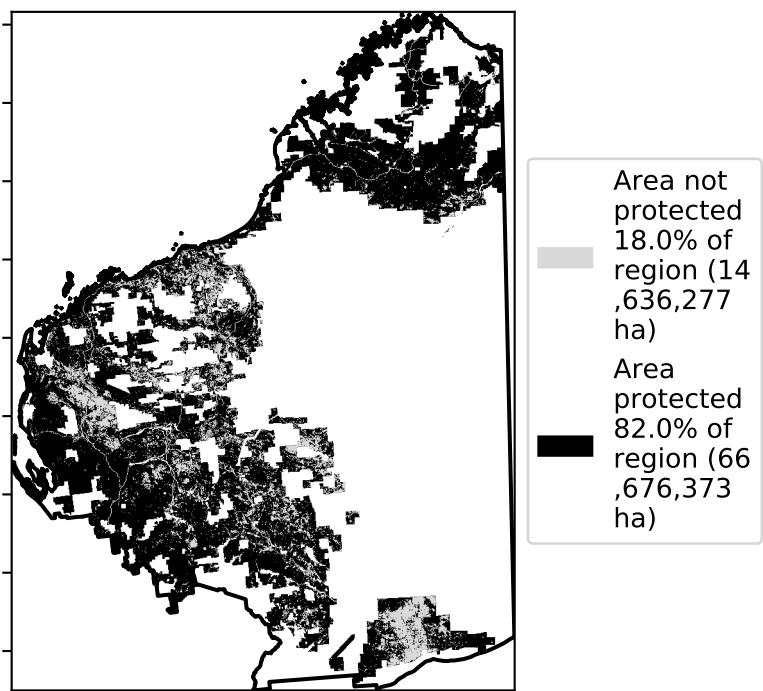 Area not
protected
18.0% of
region (14
,636,277
ha)
Area
protected
82.0% of
region (66
,676,373
ha)